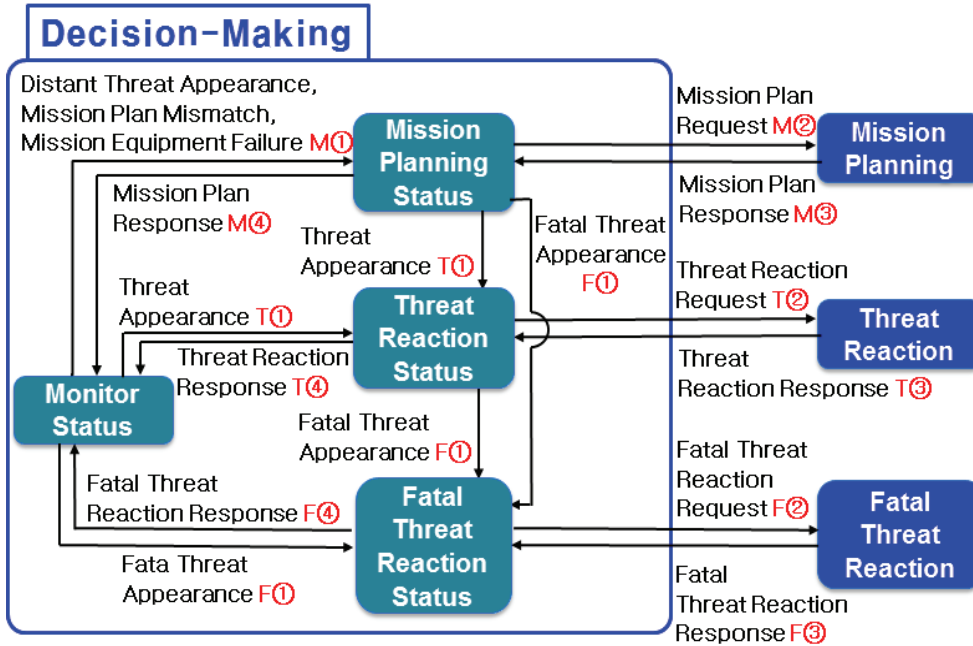 Decision-Making
Distant Threat Appearance,
Mission Plan Mismatch,
Mission Equipment Failure M①
Mission
Planning
Status
Mission Plan
Request M②
Mission
Planning
Mission Plan
Response M③
Mission Plan
Response M④
Threat
Appearance T①
Fatal Threat
Appearance
F①
Threat
Appearance T①
Threat
Reaction
Status
Threat Reaction
Request T②
Threat
Reaction
Threat
Reaction Response T③
Threat Reaction
Response T④
Monitor
Status
Fatal Threat
Appearance F①
Fatal Threat
Reaction Response F④
Fatal
Threat
Reaction
Status
Fatal Threat
Reaction
Request F②
Fatal
Threat
Reaction
Fata Threat
Appearance F①
Fatal
Threat Reaction
Response F③